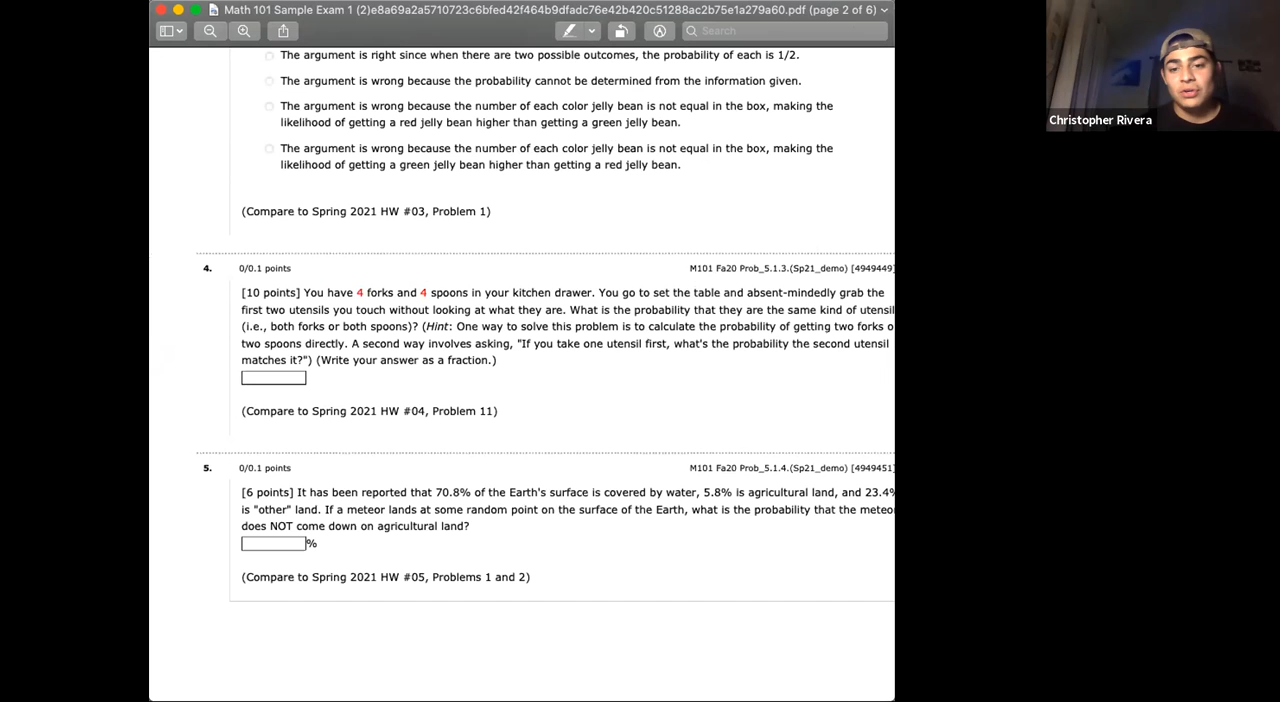 Math 101 Sample Exam 1 (2)e8a69a2a5710723c6bfed42f464b9dfadc76e42b420c51288ac2b75e1a279a60.pdf (page 2 of 6)
Search
The argument is right since when there are two possible outcomes, the probability of each is 1/2.
The argument is wrong because the probability cannot be determined from the information given.
The argument is wrong because the number of each color jelly bean is not equal in the box, making the
likelihood of getting a red jelly bean higher than getting a green jelly bean.
The argument is wrong because the number of each color jelly bean is not equal in the box, making the
likelihood of getting a green jelly bean higher than getting a red jelly bean.
(Compare to Spring 2021 HW #03, Problem 1)
4. 0/0.1 points M101 Fa20 Prob_5.1.3.(Sp21_demo) [4949449]
[10 points] You have 4 forks and 4 spoons in your kitchen drawer. You go to set the table and absent-mindedly grab the
first two utensils you touch without looking at what they are. What is the probability that they are the same kind of utensil
(i.e., both forks or both spoons)? (Hint: One way to solve this problem is to calculate the probability of getting two forks o
two spoons directly. A second way involves asking, "If you take one utensil first, what's the probability the second utensil
matches it?") (Write your answer as a fraction.)
(Compare to Spring 2021 HW #04, Problem 11)
5. 0/0.1 points M101 Fa20 Prob_5.1.4.(Sp21_demo) [4949451]
[6 points] It has been reported that 70.8% of the Earth's surface is covered by water, 5.8% is agricultural land, and 23.4%
is "other" land. If a meteor lands at some random point on the surface of the Earth, what is the probability that the meteo
does NOT come down on agricultural land?
%
(Compare to Spring 2021 HW #05, Problems 1 and 2)
Christopher Rivera